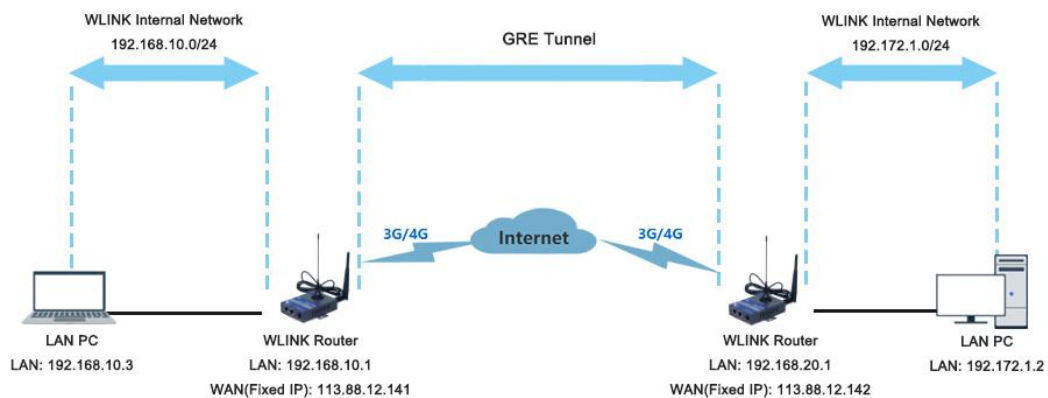 WLINK Internal Network
192.168.10.0/24
GRE Tunnel
WLINK Internal Network
192.172.1.0/24
3G/4G
Internet
3G/4G
LAN PC
LAN: 192.168.10.3
WLINK Router
LAN: 192.168.10.1
WAN(Fixed IP): 113.88.12.141
WLINK Router
LAN: 192.168.20.1
WAN(Fixed IP): 113.88.12.142
LAN PC
LAN: 192.172.1.2